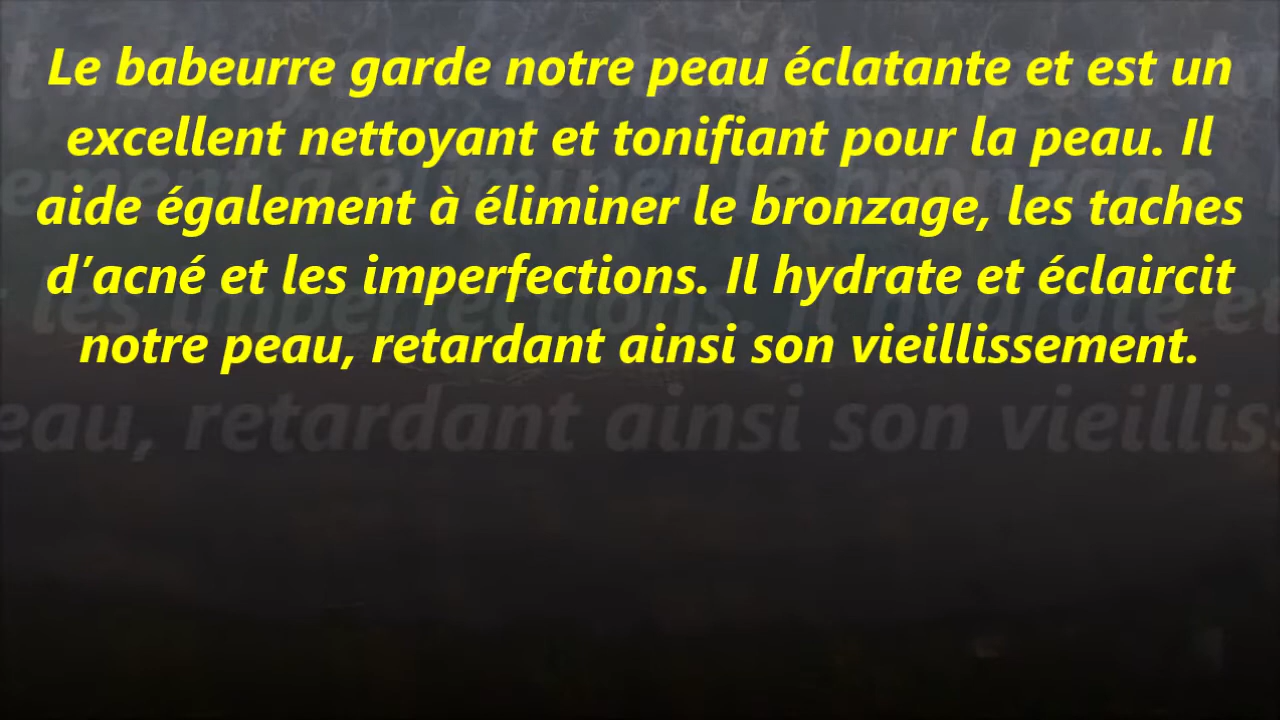 Le babeurre garde notre peau éclatante et est un
excellent nettoyant et tonifiant pour la peau. Il
aide également à éliminer le bronzage, les taches
d’acné et les imperfections. Il hydrate et éclaircit
notre peau, retardant ainsi son vieillissement.